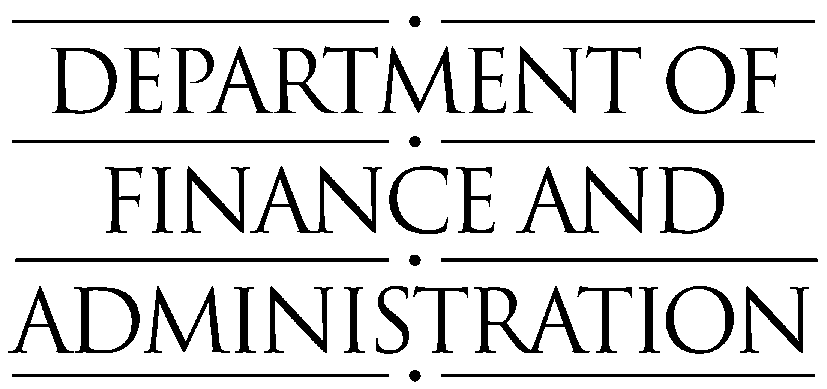 DEPARTMENT OF
FINANCE AND
ADMINISTRATION